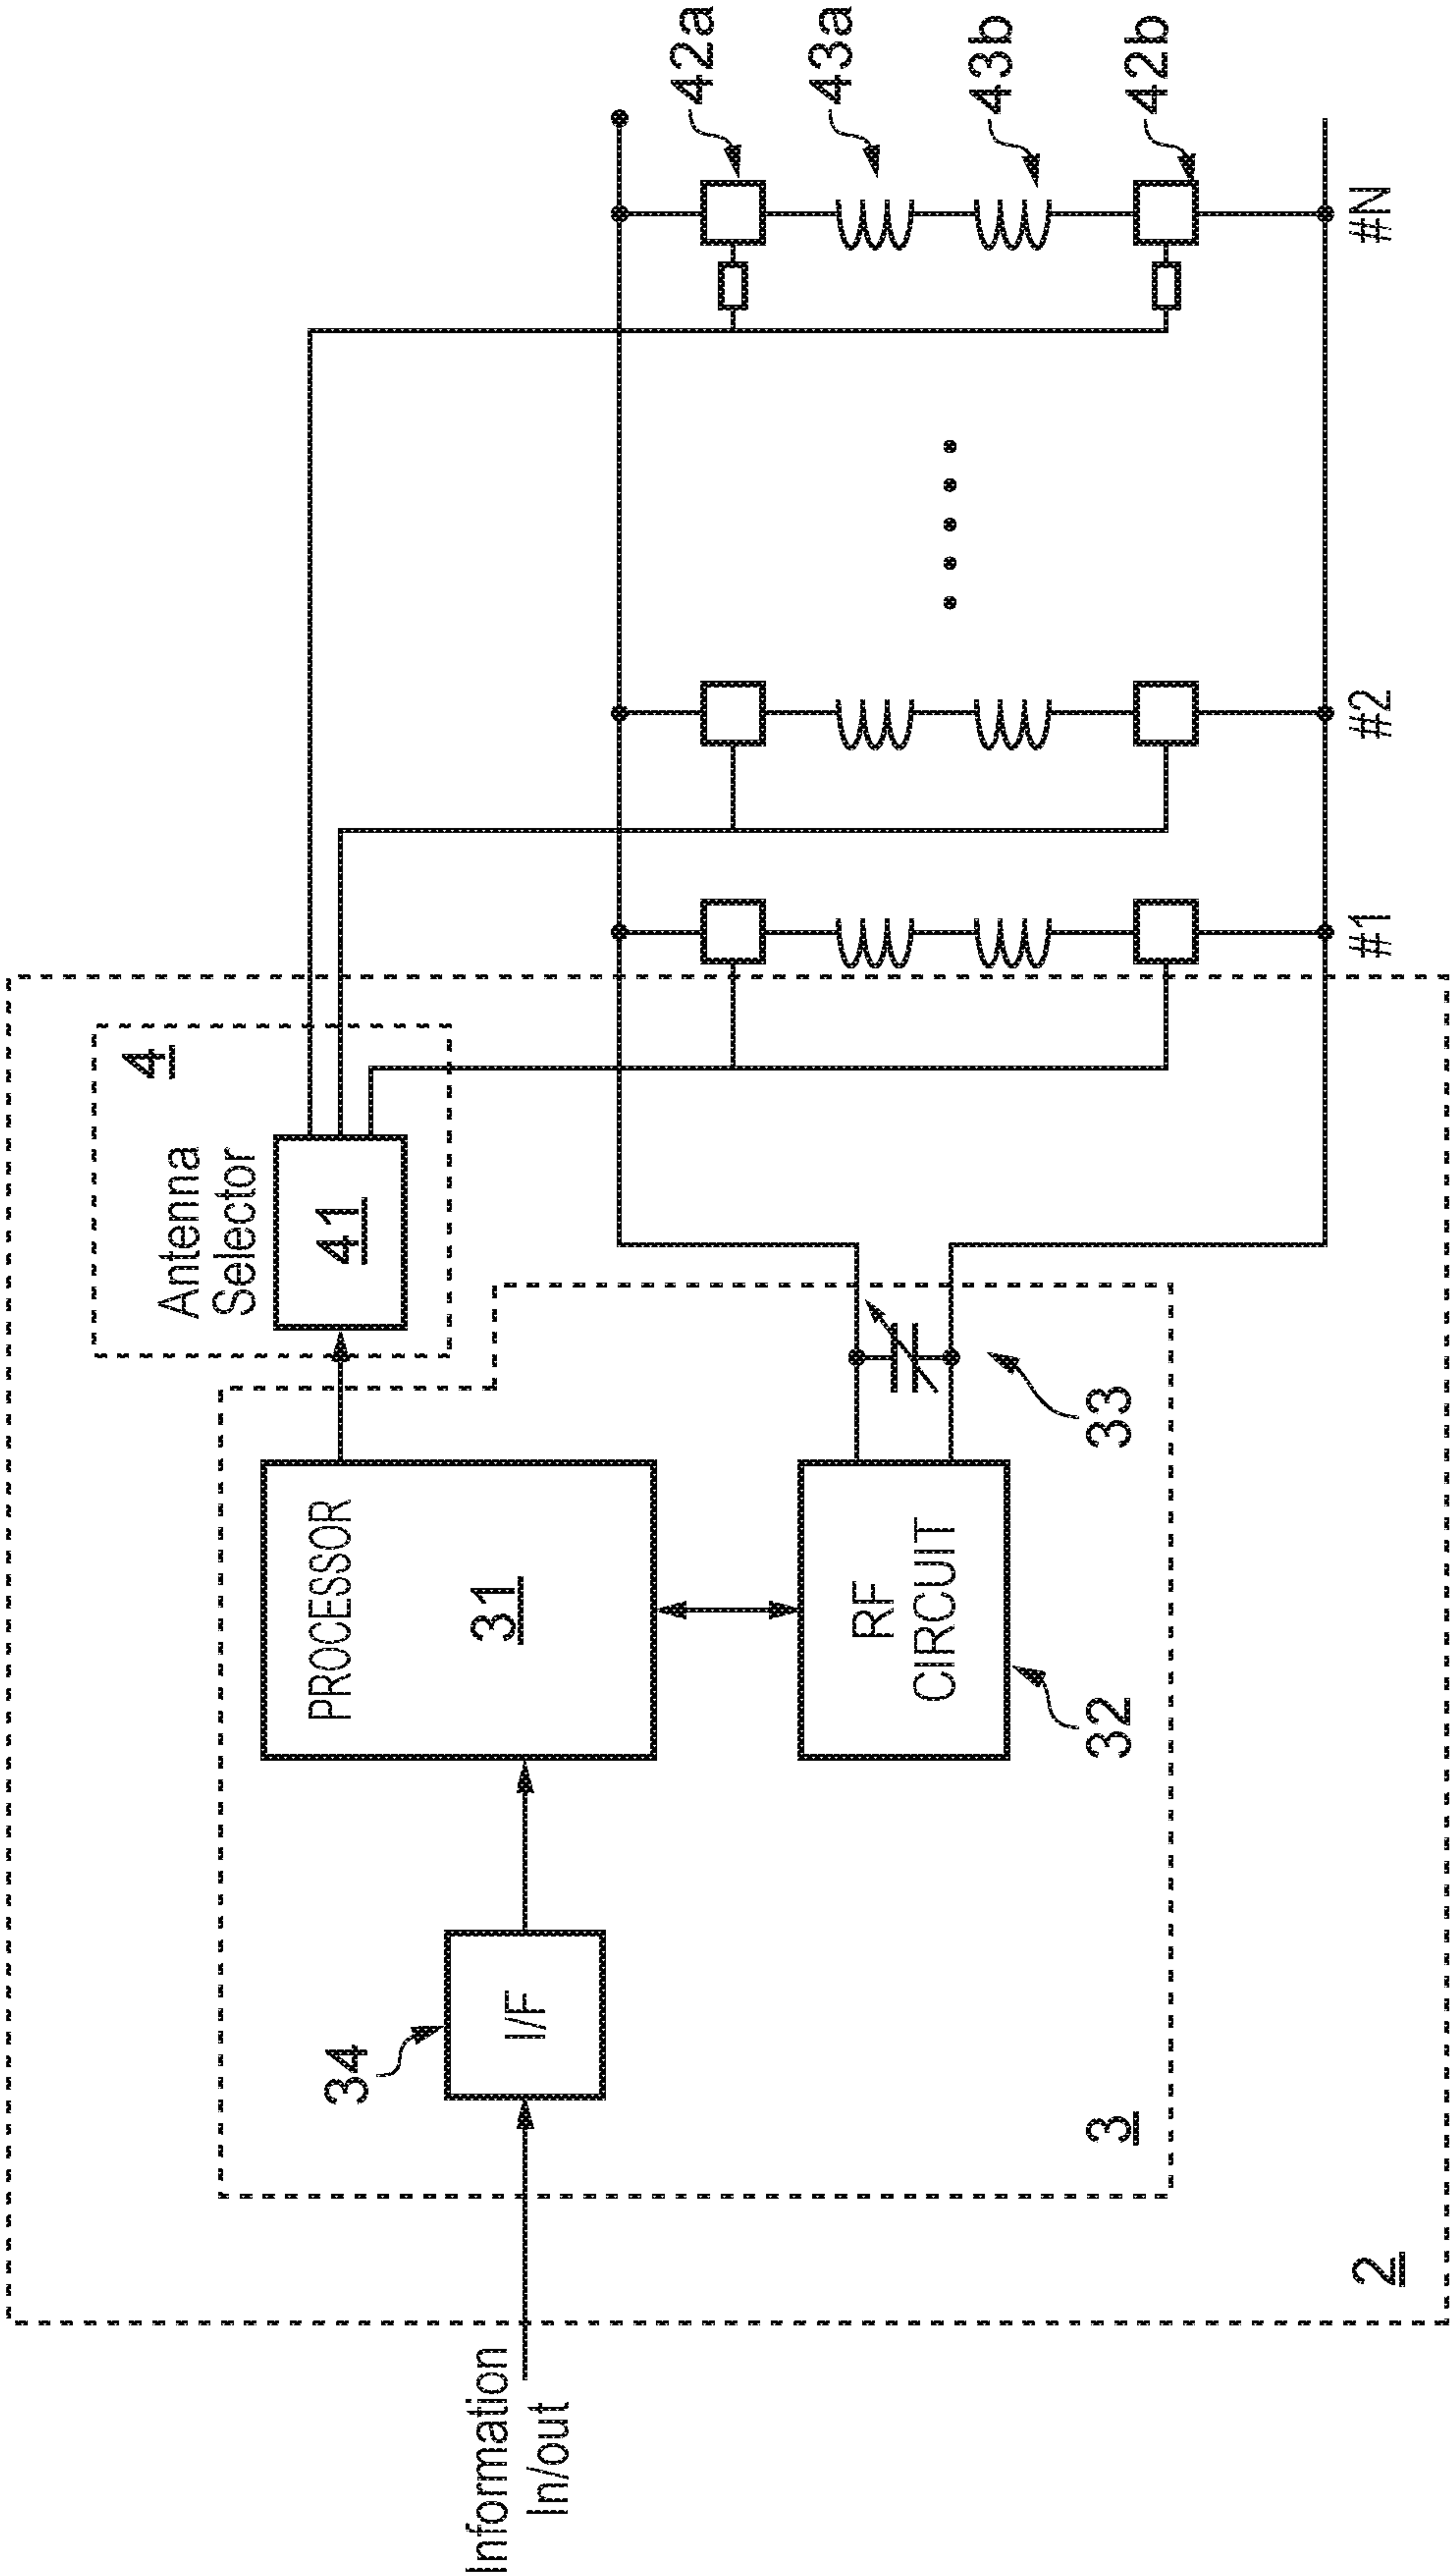 Information
In/out
34
I/F
PROCESSOR
31
RF
CIRCUIT
32
33
3
Antenna
Selector
41
4
2
#1
#2
#N
42a
43a
43b
42b